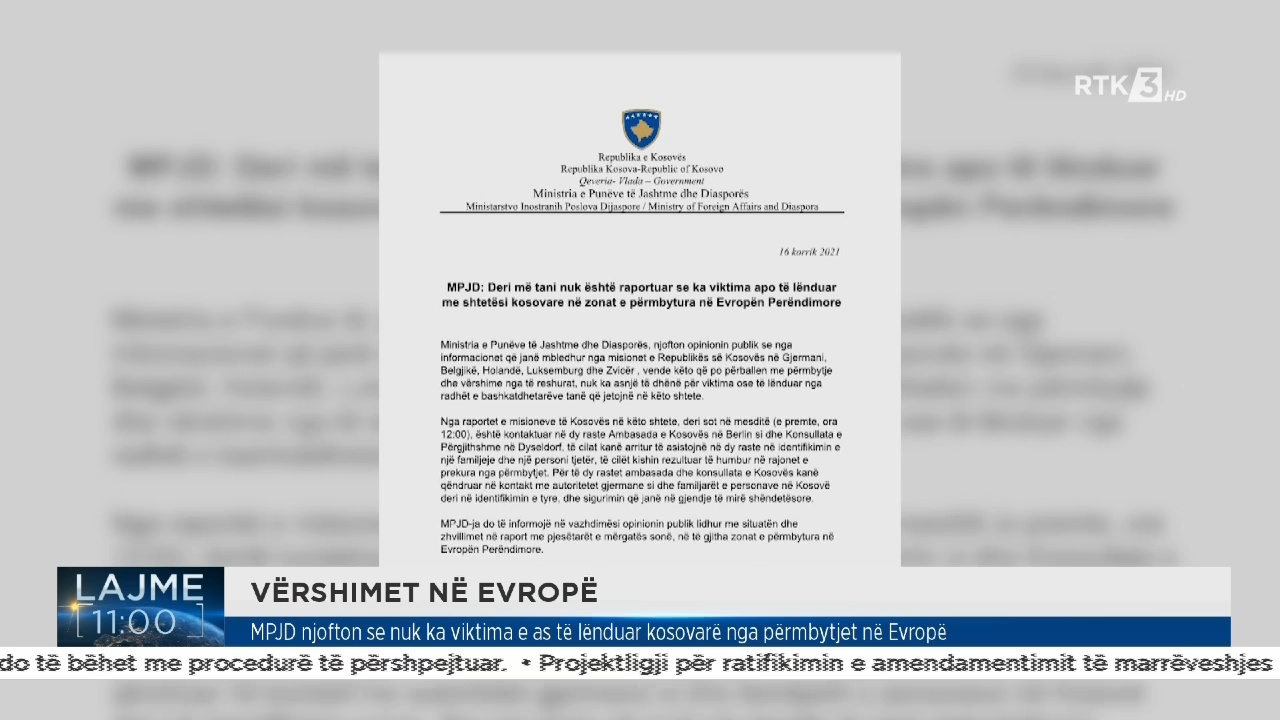 RTK 3 HD
Republika e Kosovës
Republika Kosova-Republic of Kosovo
Qeveria- Vlada – Government
Ministria e Punëve të Jashtme dhe Diasporës
Ministarstvo Inostranih Poslova Dijaspore / Ministry of Foreign Affairs and Diaspora
16 korrik 2021
MPJD: Deri më tani nuk është raportuar se ka viktima apo të lënduar
me shtetësi kosovare në zonat e përmbytura në Evropën Perëndimore
Ministria e Punëve të Jashtme dhe Diasporës, njofton opinionin publik se nga
informacionet që janë mbledhur nga misionet e Republikës së Kosovës në Gjermani,
Belgjikë, Holandë, Luksemburg dhe Zvicër , vende këto që po përballen me përmbytje
dhe vërshime nga të reshurat, nuk ka asnjë të dhënë për viktima ose të lënduar nga
radhët e bashkatdhetarëve tanë që jetojnë në këto shtete.
Nga raportet e misioneve të Kosovës në këto shtete, deri sot në mesditë (e premte, ora
12:00), është kontaktuar në dy raste Ambasada e Kosovës në Berlin si dhe Konsullata e
Përgjithshme në Dyseldorf, të cilat kanë arritur të asistojnë në dy raste në identifikimin e
një familjeje dhe një personi tjetër, të cilët kishin rezultuar të humbur në rajonet e
prekura nga përmbytjet. Për të dy rastet ambasada dhe konsullata e Kosovës kanë
qëndruar në kontakt me autoritetet gjermane si dhe familjarët e personave në Kosovë
deri në identifikimin e tyre, dhe sigurimin që janë në gjendje të mirë shëndetësore.
MPJD-ja do të informojë në vazhdimësi opinionin publik lidhur me situatën dhe
zhvillimet në raport me pjesëtarët e mërgatës sonë, në të gjitha zonat e përmbytura në
Evropën Perëndimore.
LAJME
11:00
VËRSHIMET NË EVROPË
MPJD njofton se nuk ka viktima e as të lënduar kosovarë nga përmbytjet në Evropë
do të bëhet me procedurë të përshpejtuar. • Projektligji për ratifikimin e amendamentimit të marrëveshjes